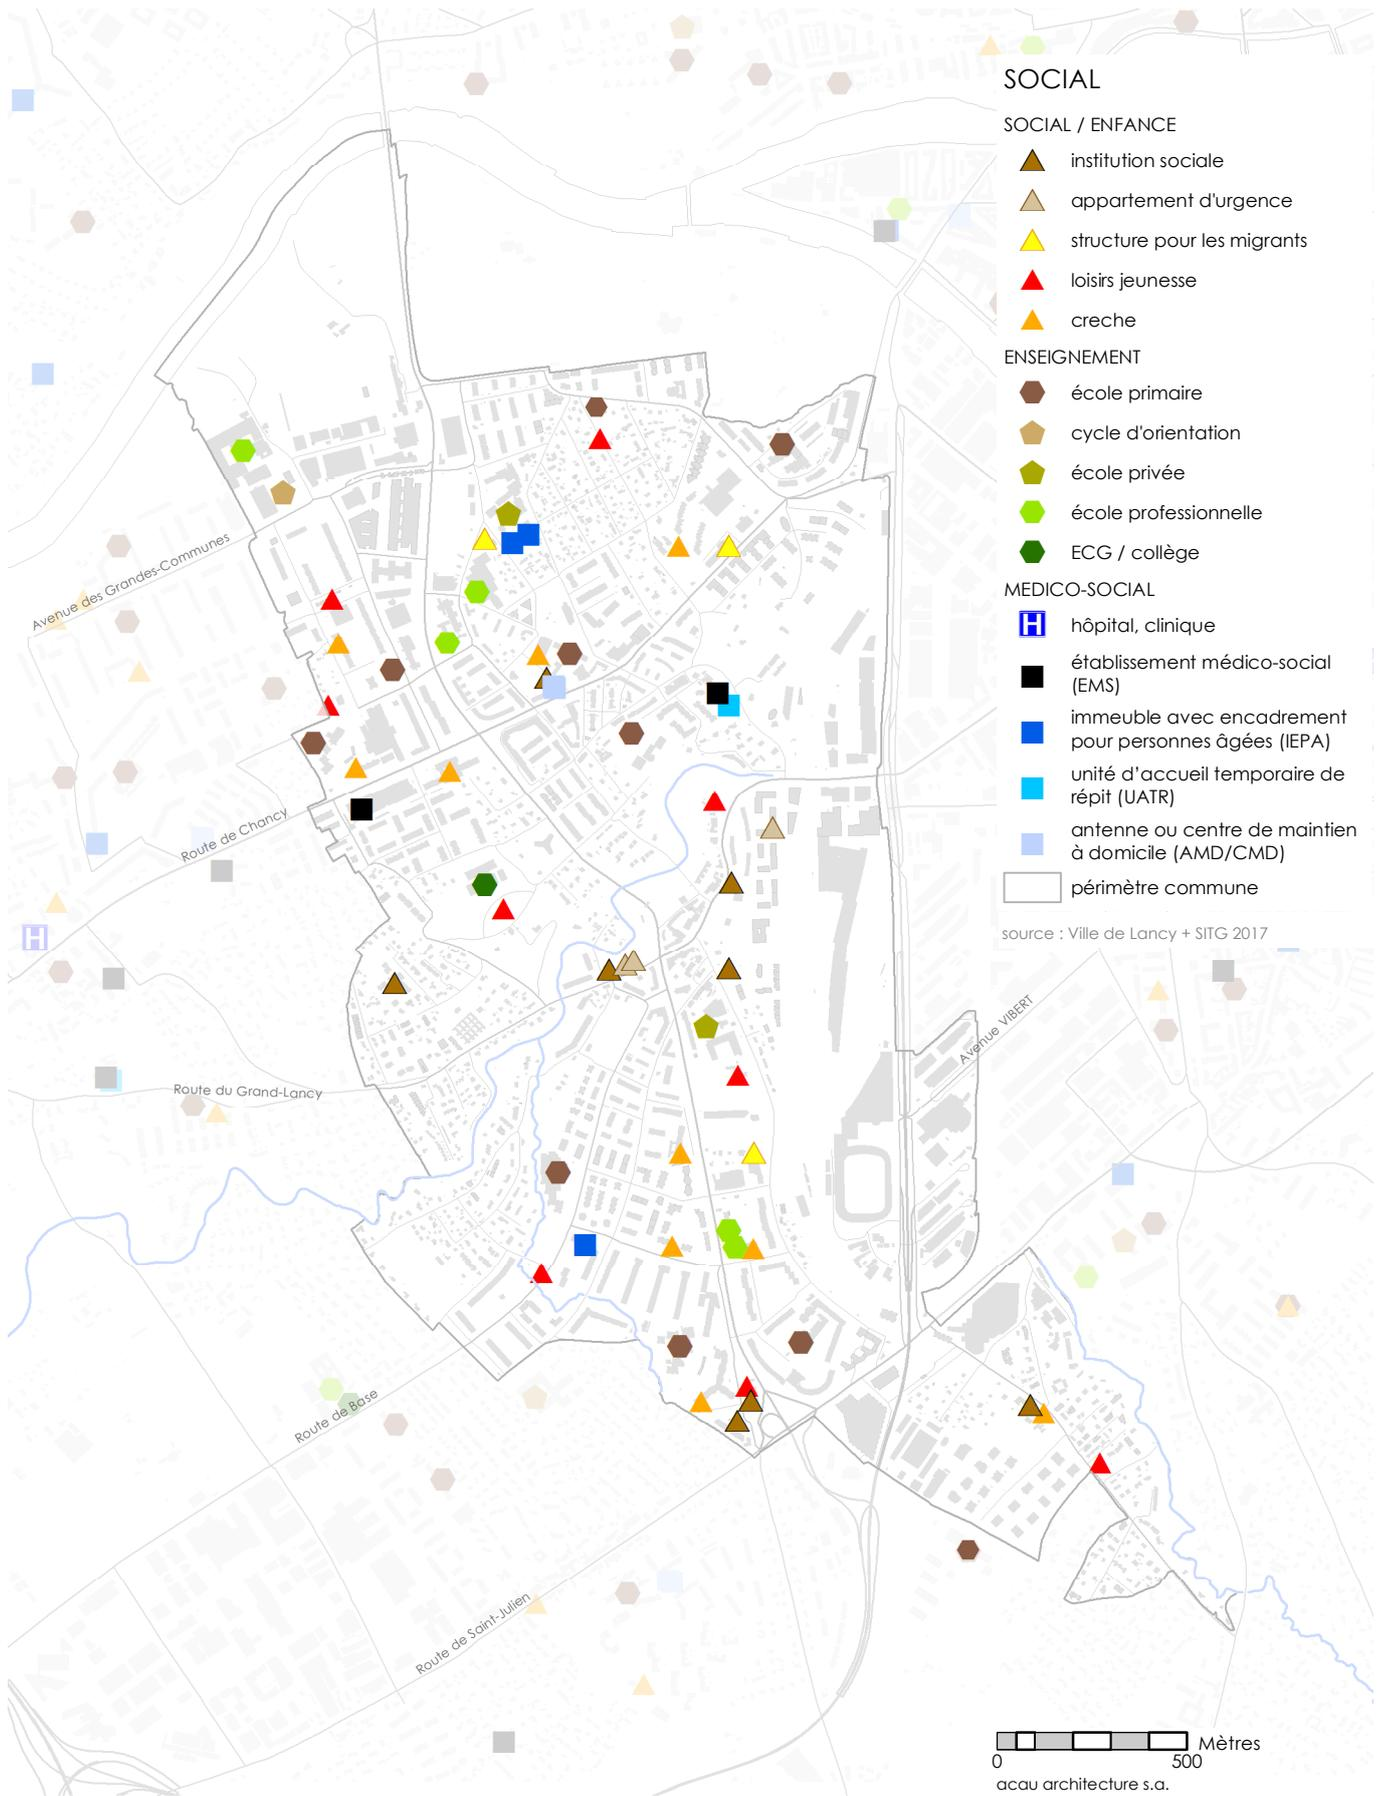 SOCIAL
SOCIAL / ENFANCE
institution sociale
appartement d'urgence
structure pour les migrants
loisirs jeunesse
creche
ENSEIGNEMENT
école primaire
cycle d'orientation
école privée
école professionnelle
ECG / collège
MEDICO-SOCIAL
H
hôpital, clinique
établissement médico-social
(EMS)
immeuble avec encadrement
pour personnes âgées (IEPA)
unité d’accueil temporaire de
répit (UATR)
antenne ou centre de maintien
à domicile (AMD/CMD)
périmètre commune
source : Ville de Lancy + SITG 2017
Avenue des Grandes-Communes
Route de Chancy
H
Avenue VIBERT
Route du Grand-Lancy
Route de Base
Route de Saint-Julien
Mètres
0 500
acau architecture s.a.